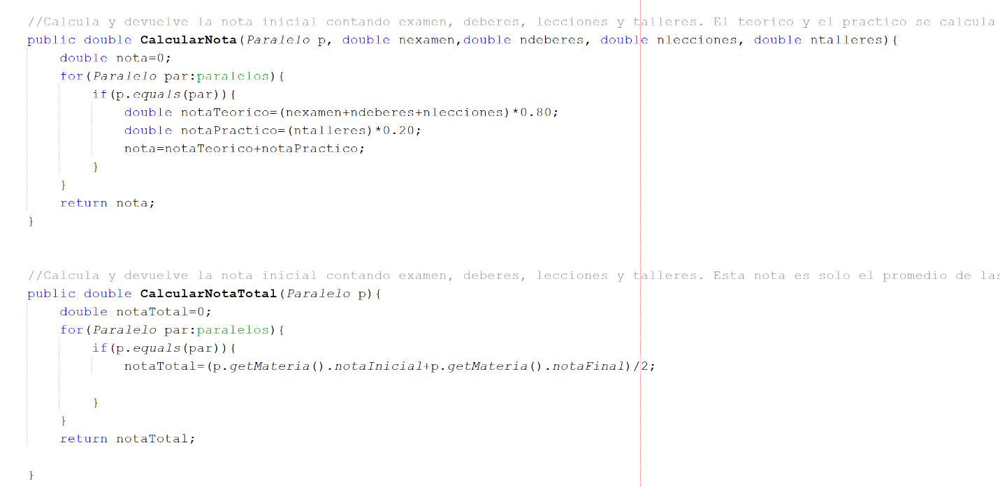 //Calcula y devuelve la nota inicial contando examen, deberes, lecciones y talleres. El teorico y el practico se calcula
public double CalcularNota(Paralelo p, double nexamen,double ndeberes, double nlecciones, double ntalleres){
double nota=0;
for(Paralelo par:paralelos){
if(p.equals(par)){
double notaTeorico=(nexamen+ndeberes+nlecciones)*0.80;
double notaPractico=(ntalleres)*0.20;
nota=notaTeorico+notaPractico;
}
}
return nota;
}
//Calcula y devuelve la nota inicial contando examen, deberes, lecciones y talleres. Esta nota es solo el promedio de las
public double CalcularNotaTotal(Paralelo p){
double notaTotal=0;
for(Paralelo par:paralelos){
if(p.equals(par)){
notaTotal=(p.getMateria().notaInicial+p.getMateria().notaFinal)/2;
}
}
return notaTotal;
}